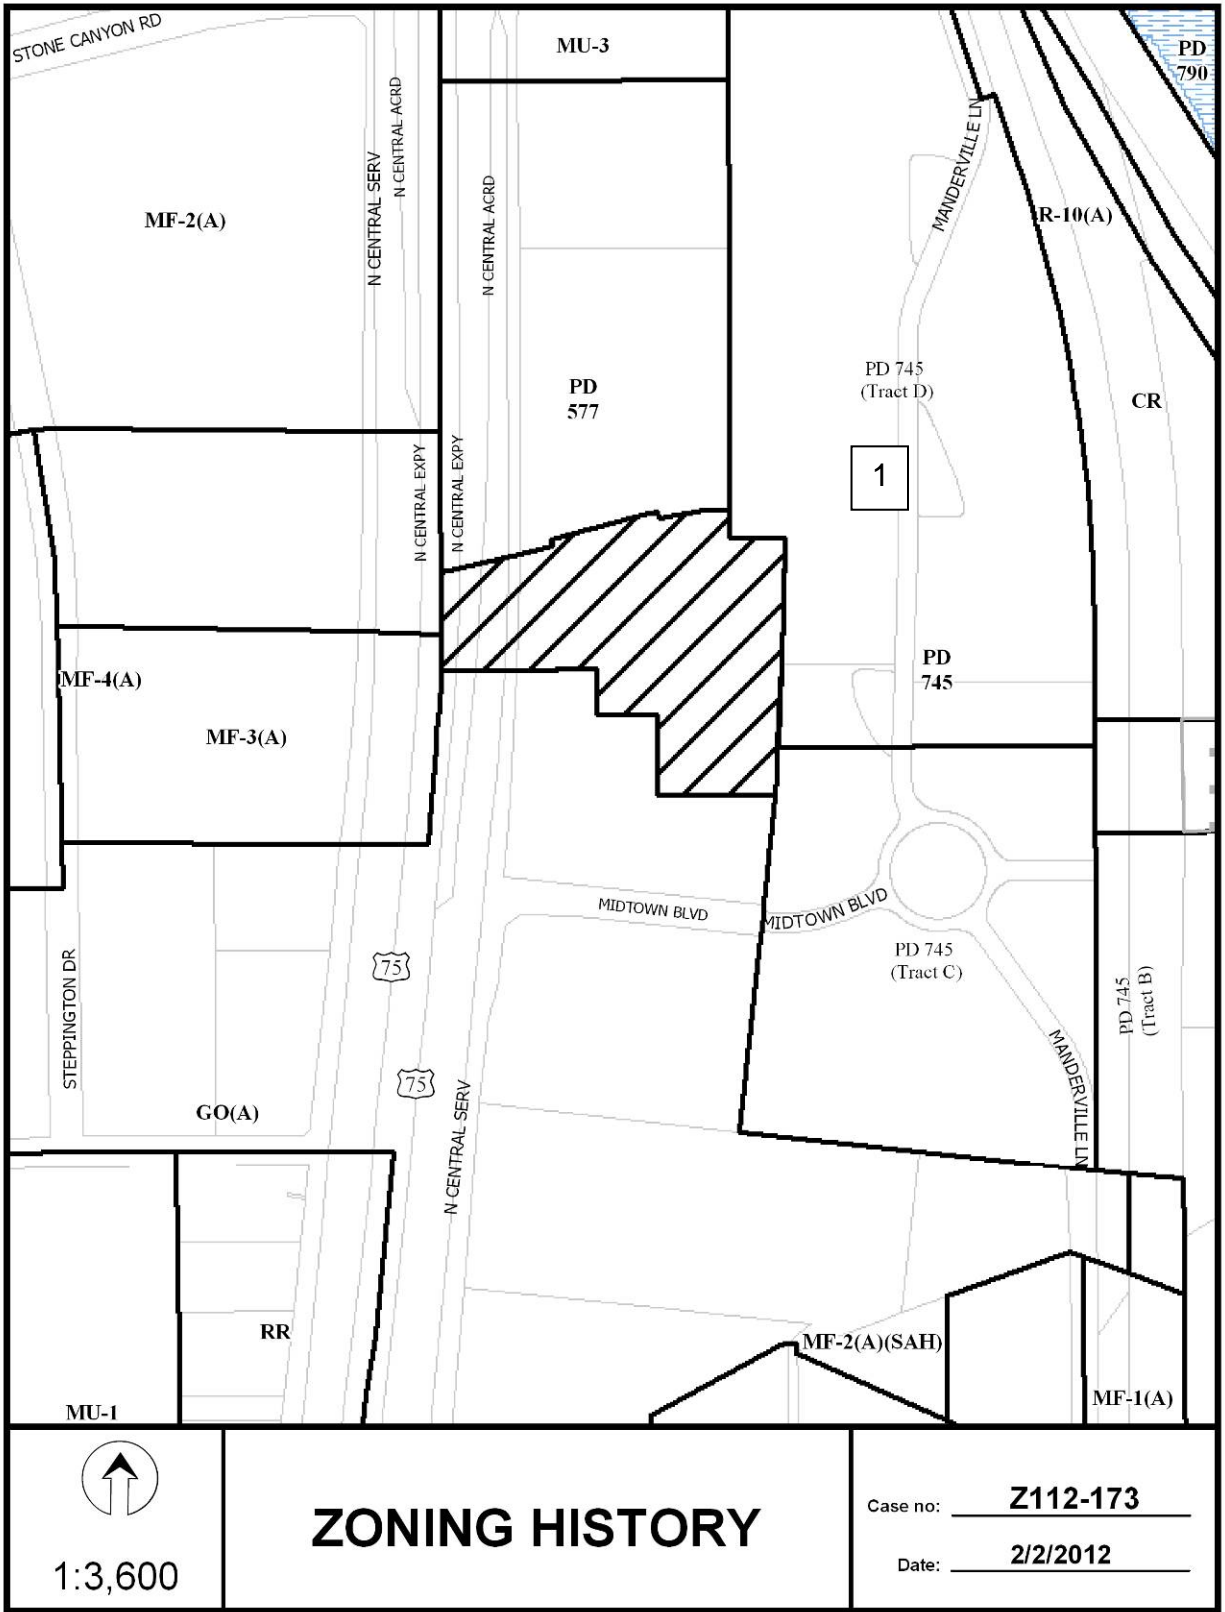 STONE CANYON RD
MU-3
PD
790
N CENTRAL ACRD
N CENTRAL SERV
N CENTRAL ACRD
MANDERVILLE LN
MF-2(A)
R-10(A)
PD 745
(Tract D)
PD
577
CR
1
N CENTRAL EXPY
N CENTRAL EXPY
PD
745
MF-4(A)
MF-3(A)
MIDTOWN BLVD
MIDTOWN BLVD
PD 745
(Tract C)
75
STEPPINGTON DR
PD 745
(Tract B)
75
MANDERVILLE LN
GO(A)
N CENTRAL SERV
RR
MF-2(A)(SAH)
MF-1(A)
MU-1
1:3,600
ZONING HISTORY
Case no: Z112-173
Date: 2/2/2012